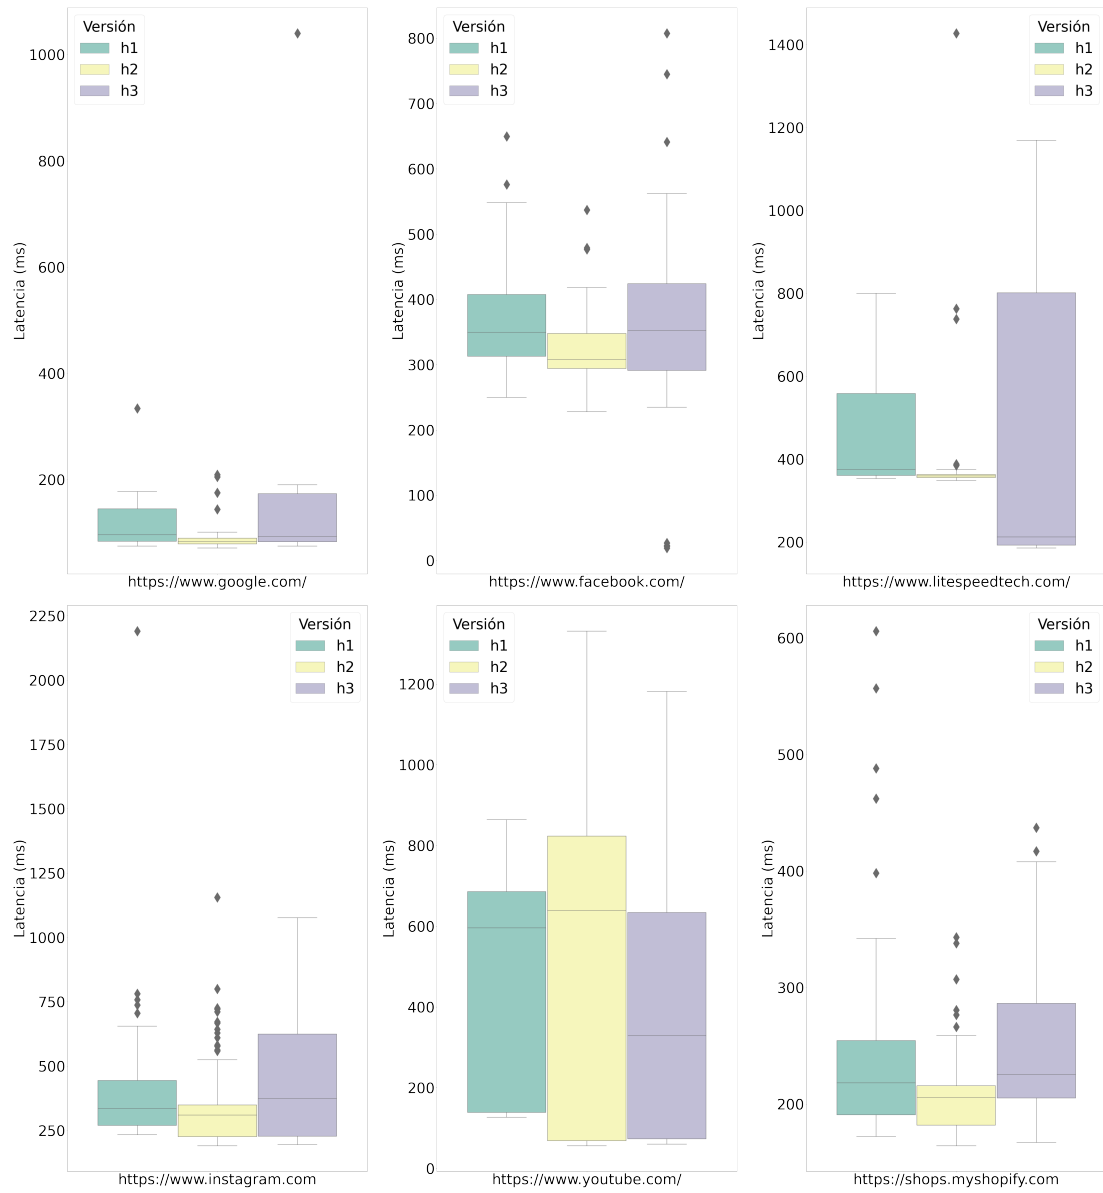 Versión
h1
h2
h3
1000
800
600
400
200
Latencia (ms)
https://www.google.com/
Versión
h1
h2
h3
800
700
600
500
400
300
200
100
0
Latencia (ms)
https://www.facebook.com/
Versión
h1
h2
h3
1400
1200
1000
800
600
400
200
Latencia (ms)
https://www.litespeedtech.com/
Versión
h1
h2
h3
2250
2000
1750
1500
1250
1000
750
500
250
Latencia (ms)
https://www.instagram.com
Versión
h1
h2
h3
1200
1000
800
600
400
200
0
Latencia (ms)
https://www.youtube.com/
Versión
h1
h2
h3
600
500
400
300
200
Latencia (ms)
https://shops.myshopify.com